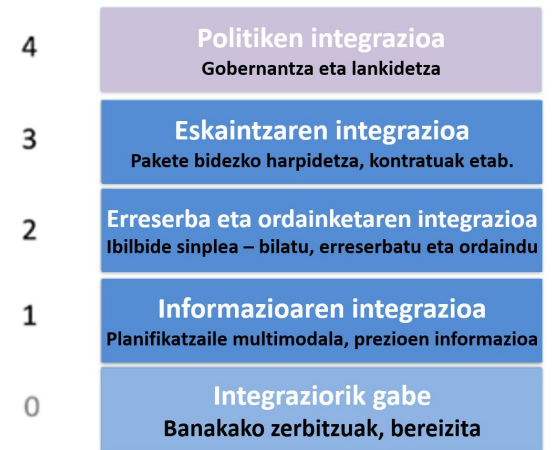 4
Politiken integrazioa
Gobernantza eta lankidetza
3
Eskaintzaren integrazioa
Pakete bidezko harpidetza, kontratuak etab.
2
Erreserba eta ordainketaren integrazioa
Ibilbide sinplea – bilatu, erreserbatu eta ordaindu
1
Informazioaren integrazioa
Planifikatzaile multimodala, prezioen informazioa
0
Integraziorik gabe
Banakako zerbitzuak, bereizita